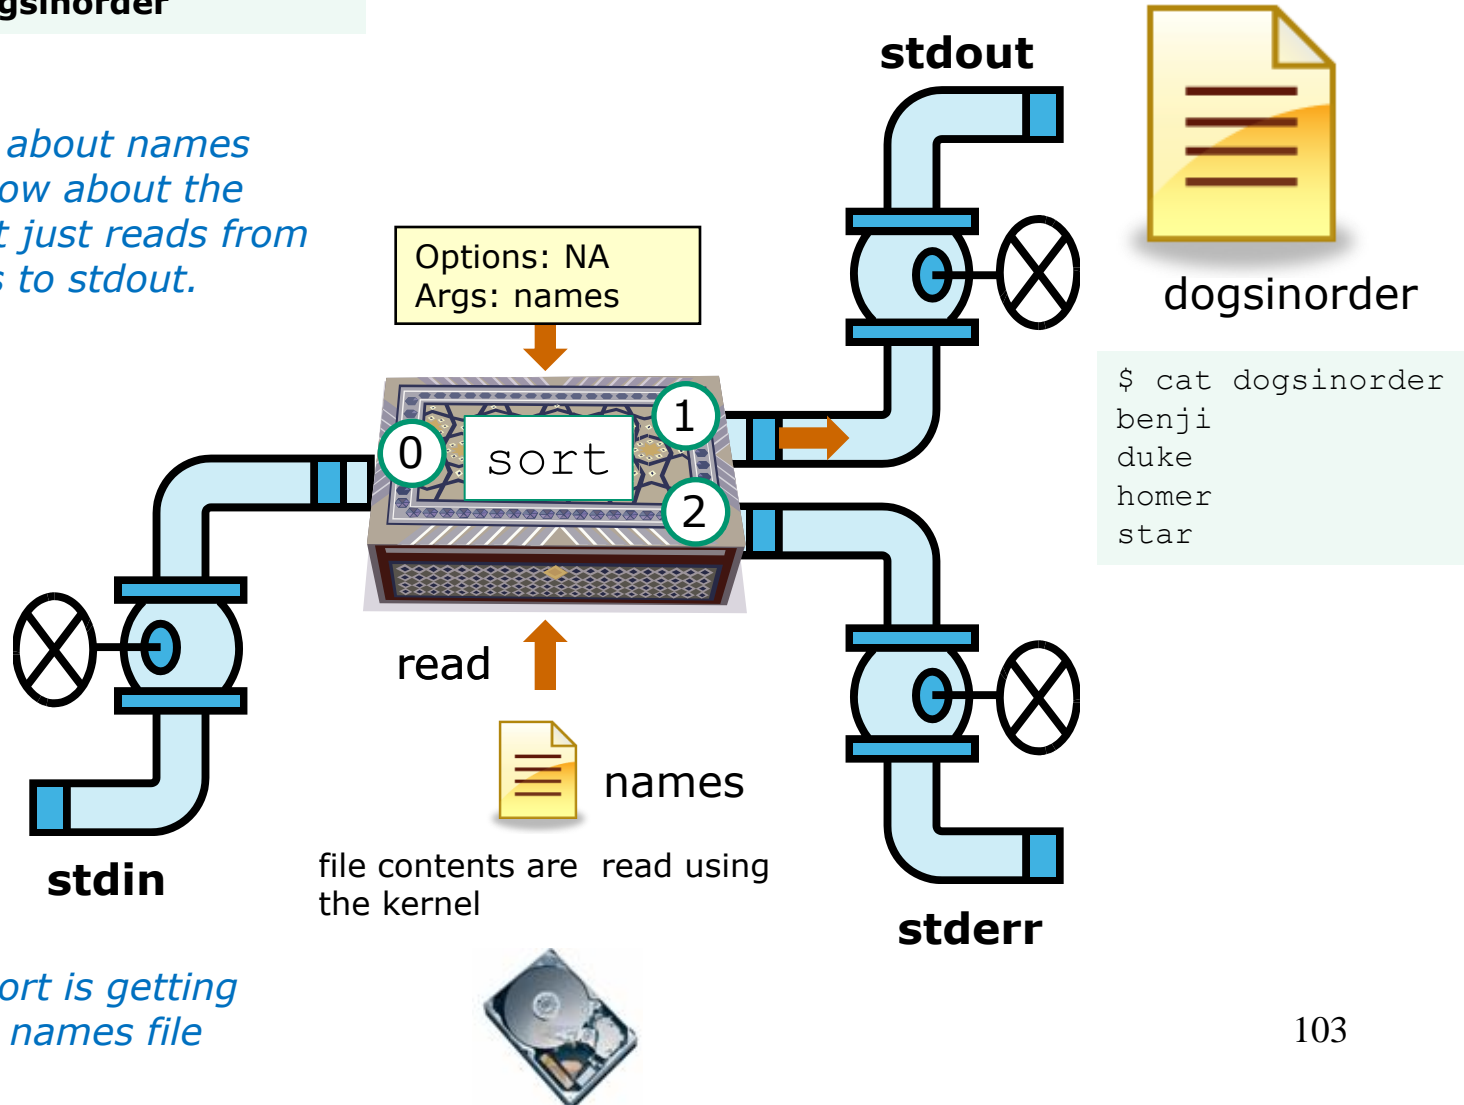 dogsinorder
about names
ow about the
t just reads from
s to stdout.
stdout
dogsinorder
Options: NA
Args: names
$ cat dogsinorder
benji
duke
homer
star
0
1
sort
2
read
names
stdin
file contents are read using
the kernel
stderr
ort is getting
names file
103